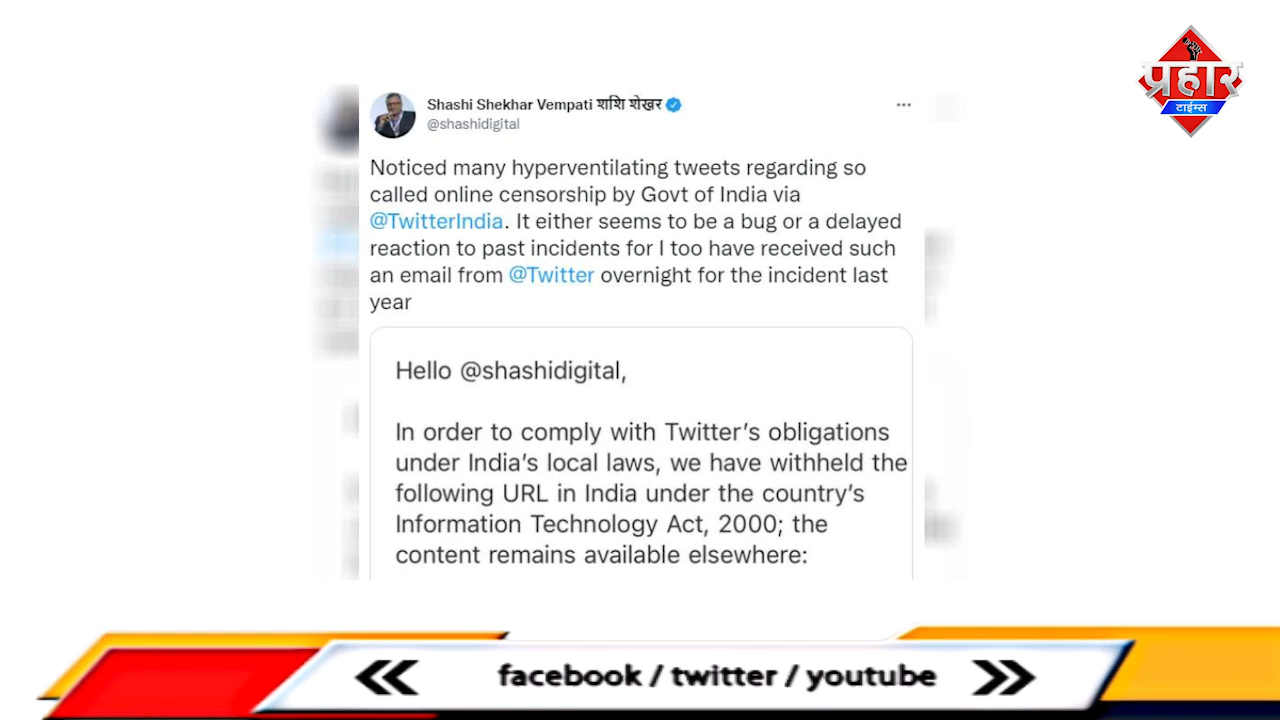 प्रहार
टाईम्स
Shashi Shekhar Vempati शशि शेखर
@shashidigital
Noticed many hyperventilating tweets regarding so
called online censorship by Govt of India via
@TwitterIndia. It either seems to be a bug or a delayed
reaction to past incidents for I too have received such
an email from @Twitter overnight for the incident last
year
Hello @shashidigital,
In order to comply with Twitter's obligations
under India's local laws, we have withheld the
following URL in India under the country's
Information Technology Act, 2000; the
content remains available elsewhere:
facebook / twitter / youtube